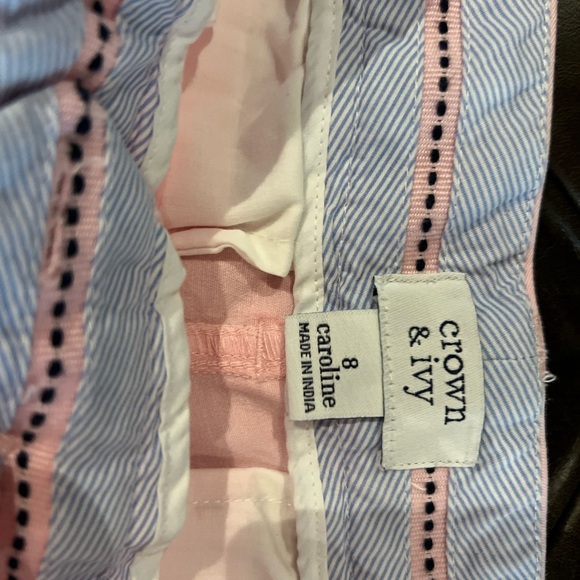 crown
& ivy
8
caroline
MADE IN INDIA